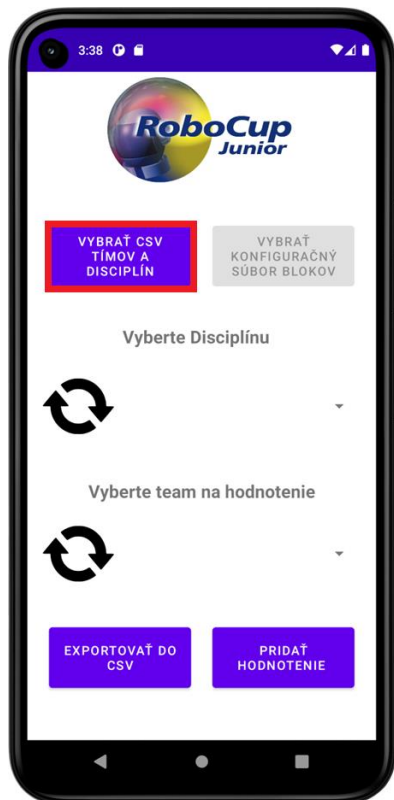 3:38
RoboCup
Junior
VYBRAŤ CSV
TÍMOV A
DISCIPLÍN
VYBRAŤ
KONFIGURAČNÝ
SÚBOR BLOKOV
Vyberte Disciplínu
Vyberte team na hodnotenie
EXPORTOVAŤ DO
CSV
PRIDAŤ
HODNOTENIE